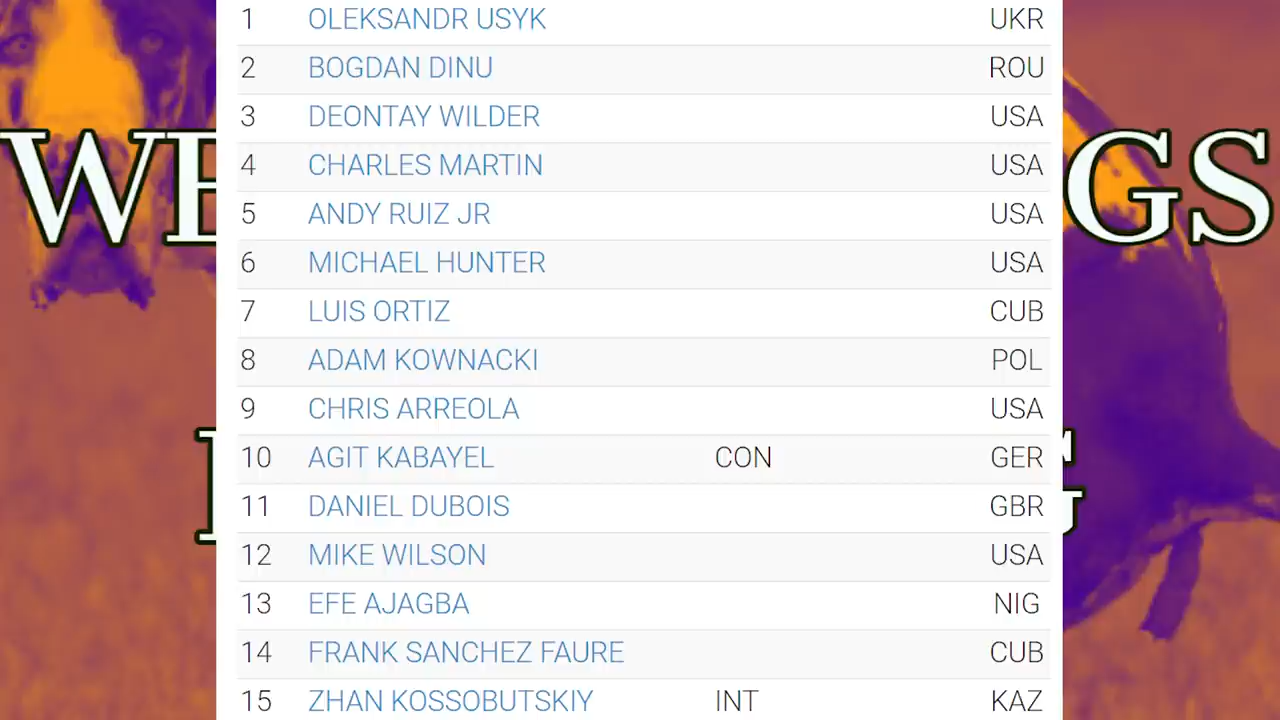 1 OLEKSANDR USYK UKR
2 BOGDAN DINU ROU
3 DEONTAY WILDER USA
4 CHARLES MARTIN USA
5 ANDY RUIZ JR USA
6 MICHAEL HUNTER USA
7 LUIS ORTIZ CUB
8 ADAM KOWNACKI POL
9 CHRIS ARREOLA USA
10 AGIT KABAYEL CON GER
11 DANIEL DUBOIS GBR
12 MIKE WILSON USA
13 EFE AJAGBA NIG
14 FRANK SANCHEZ FAURE CUB
15 ZHAN KOSSOBUTSKIY INT KAZ